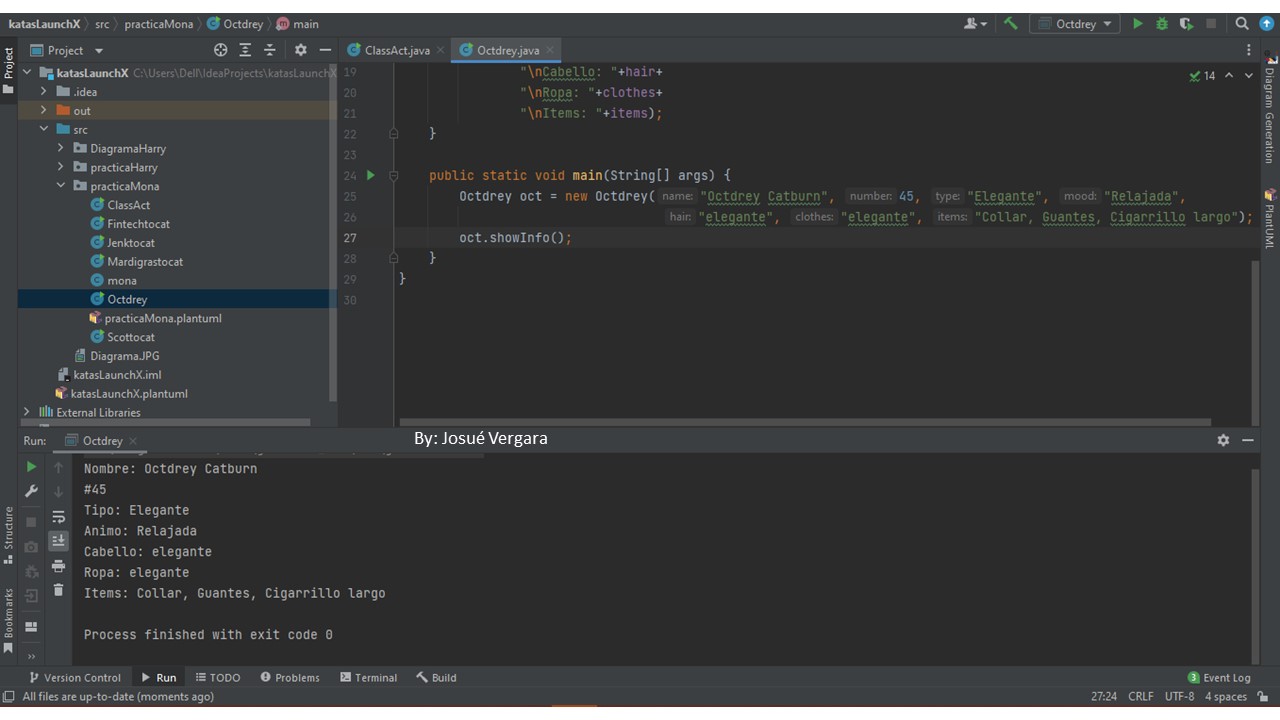 katasLaunchX src practicaMona Octdrey main Octdrey
Project
Project
katasLaunchX C:\Users\Dell\IdeaProjects\katasLaunchX
.idea
out
src
DiagramaHarry
practicaHarry
practicaMona
ClassAct
Fintechtocat
Jenktocat
Mardigrastocat
mona
Octdrey
practicaMona.plantuml
Scottocat
Diagrama.JPG
katasLaunchX.iml
katasLaunchX.plantuml
External Libraries
ClassAct.java Octdrey.java
14
19 "\nCabello: "+hair+
20 "\nRopa: "+clothes+
21 "\nItems: "+items);
22 }
23
24 public static void main(String[] args) {
25 Octdrey oct = new Octdrey( name: "Octdrey Catburn", number: 45, type: "Elegante", mood: "Relajada",
26 hair: "elegante", clothes: "elegante", items: "Collar, Guantes, Cigarrillo largo");
27 oct.showInfo();
28 }
29 }
30
Diagram Generation
PlantUML
Run: Octdrey
By: Josué Vergara
Nombre: Octdrey Catburn
#45
Tipo: Elegante
Animo: Relajada
Cabello: elegante
Ropa: elegante
Items: Collar, Guantes, Cigarrillo largo
Process finished with exit code 0
Structure
Bookmarks
Version Control Run TODO Problems Terminal Build 3 Event Log
All files are up-to-date (moments ago) 27:24 CRLF UTF-8 4 spaces